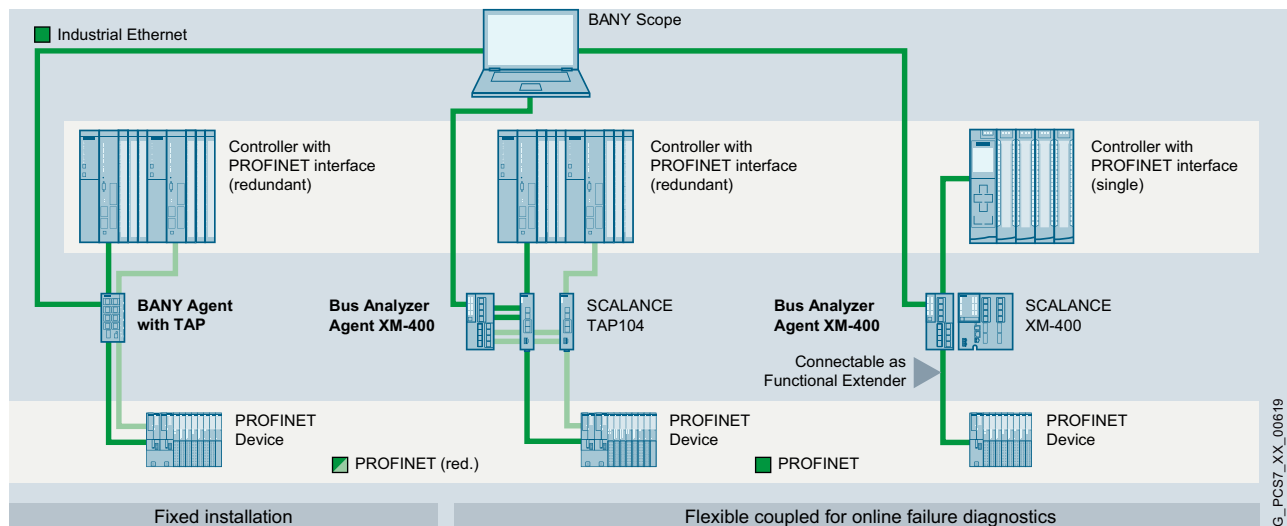 BANY Scope
Industrial Ethernet
Controller with
PROFINET interface
(redundant)
Controller with
PROFINET interface
(redundant)
Controller with
PROFINET interface
(single)
BANY Agent
with TAP
Bus Analyzer
Agent XM-400
SCALANCE
TAP104
Bus Analyzer
Agent XM-400
SCALANCE
XM-400
Connectable as
Functional Extender
PROFINET
Device
PROFINET
Device
PROFINET
Device
PROFINET (red.)
PROFINET
Fixed installation
Flexible coupled for online failure diagnostics
G_PCS7_XX_00619